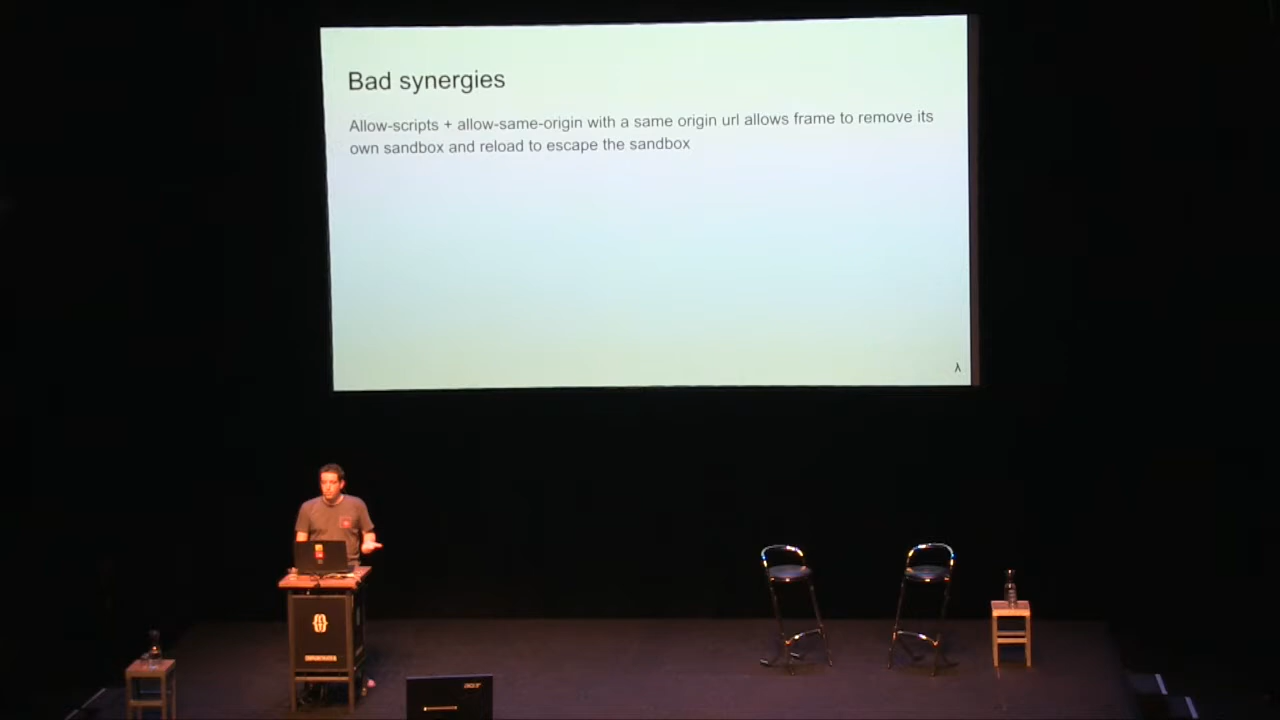 Bad synergies
Allow-scripts + allow-same-origin with a same origin url allows frame to remove its
own sandbox and reload to escape the sandbox
λ
{}
acer